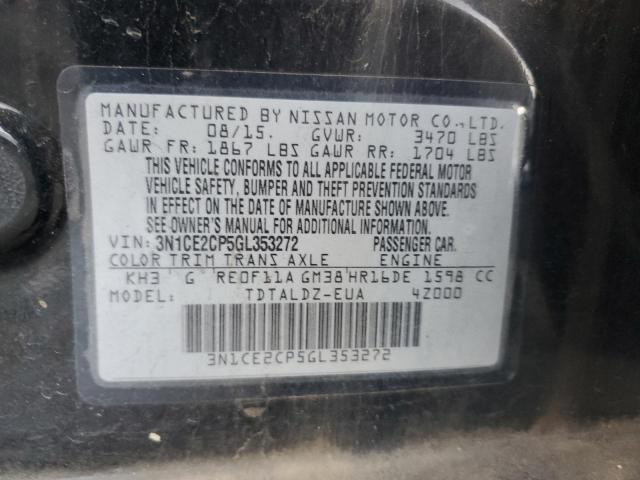 MANUFACTURED BY NISSAN MOTOR CO.,LTD.
DATE: 08/15. GVWR: 3470 LBS
GAWR FR: 1867 LBS GAWR RR: 1704 LBS
THIS VEHICLE CONFORMS TO ALL APPLICABLE FEDERAL MOTOR
VEHICLE SAFETY, BUMPER AND THEFT PREVENTION STANDARDS
IN EFFECT ON THE DATE OF MANUFACTURE SHOWN ABOVE.
SEE OWNER'S MANUAL FOR ADDITIONAL INFORMATION.
VIN: 3N1CE2CP5GL353272 PASSENGER CAR.
COLOR TRIM TRANS AXLE ENGINE
KH3 G RE0F11A GM38 HR16DE 1598 CC
MODEL: TDTALDZ-EUA 4Z000
3N1CE2CP5GL353272